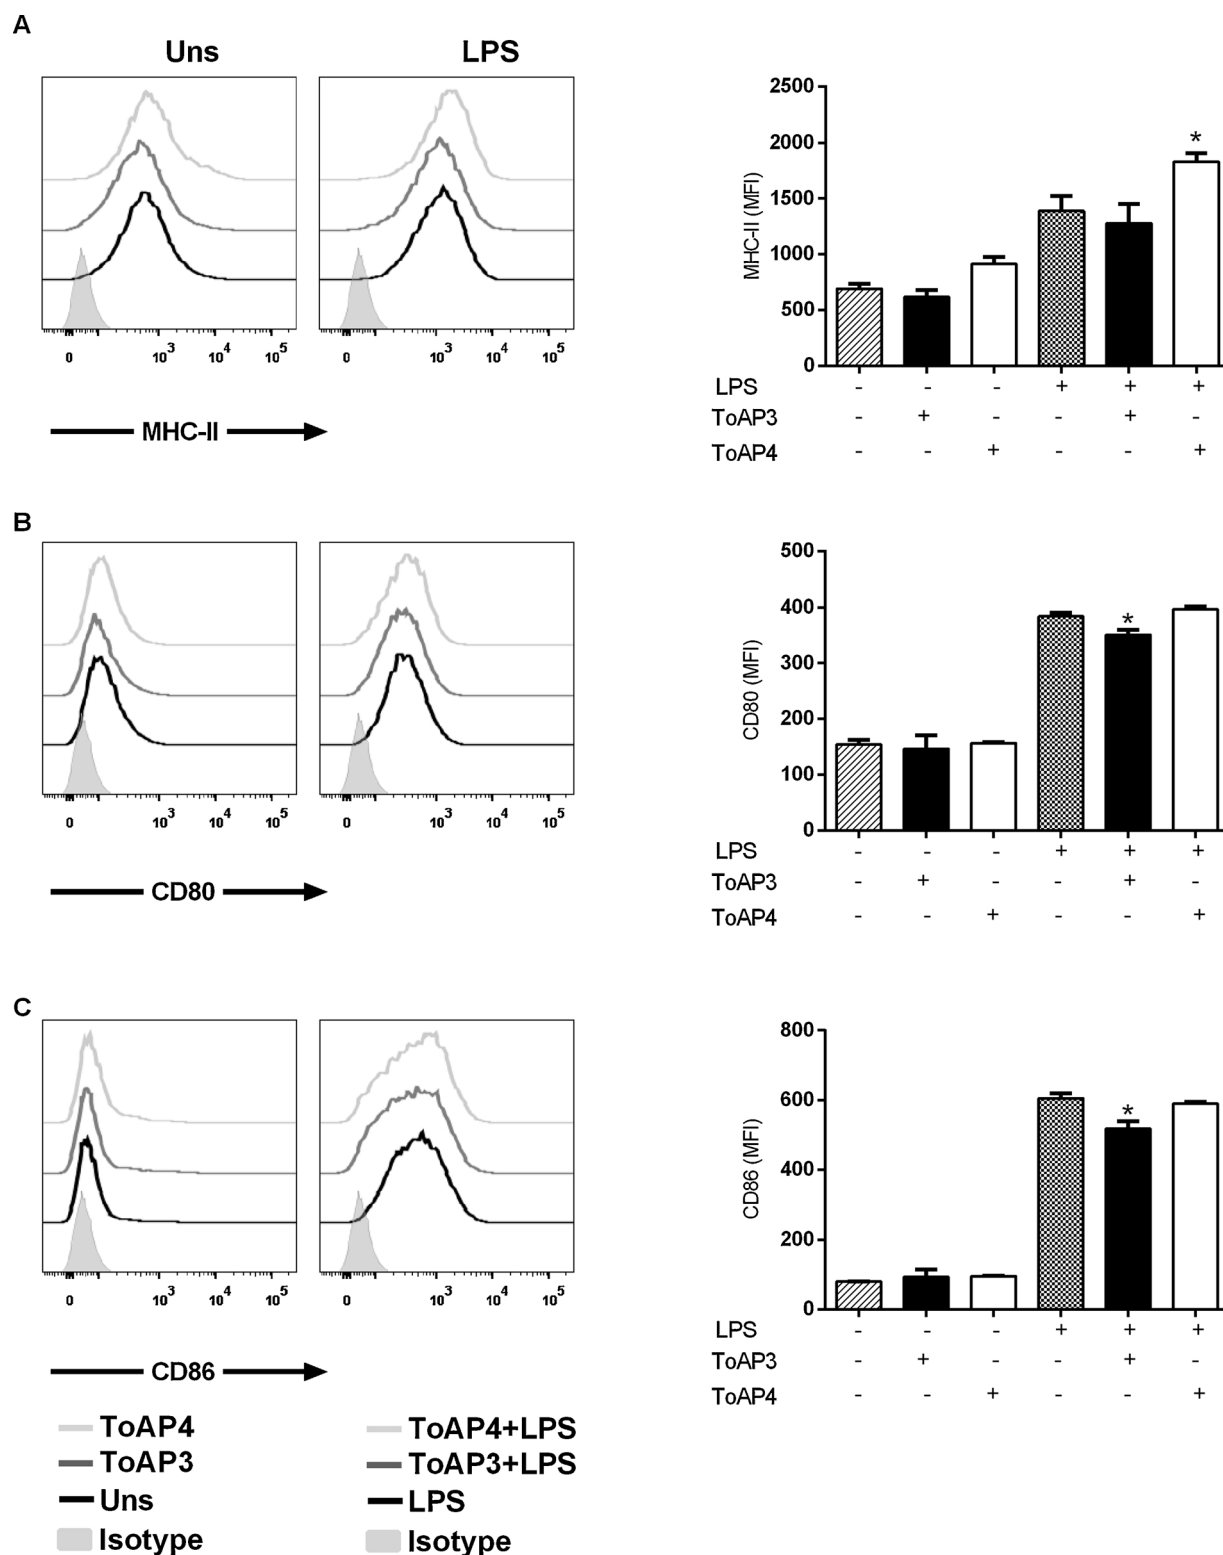 A
Uns LPS
0 10³ 10⁴ 10⁵ 0 10³ 10⁴ 10⁵
MHC-II
2500
2000
1500
1000
500
0
MHC-II (MFI)
*
LPS - - - + + +
ToAP3 - + - - + -
ToAP4 - - + - - +
B
0 10³ 10⁴ 10⁵ 0 10³ 10⁴ 10⁵
CD80
500
400
300
200
100
0
CD80 (MFI)
*
LPS - - - + + +
ToAP3 - + - - + -
ToAP4 - - + - - +
C
0 10³ 10⁴ 10⁵ 0 10³ 10⁴ 10⁵
CD86
800
600
400
200
0
CD86 (MFI)
*
LPS - - - + + +
ToAP3 - + - - + -
ToAP4 - - + - - +
ToAP4
ToAP3
Uns
Isotype
ToAP4+LPS
ToAP3+LPS
LPS
Isotype